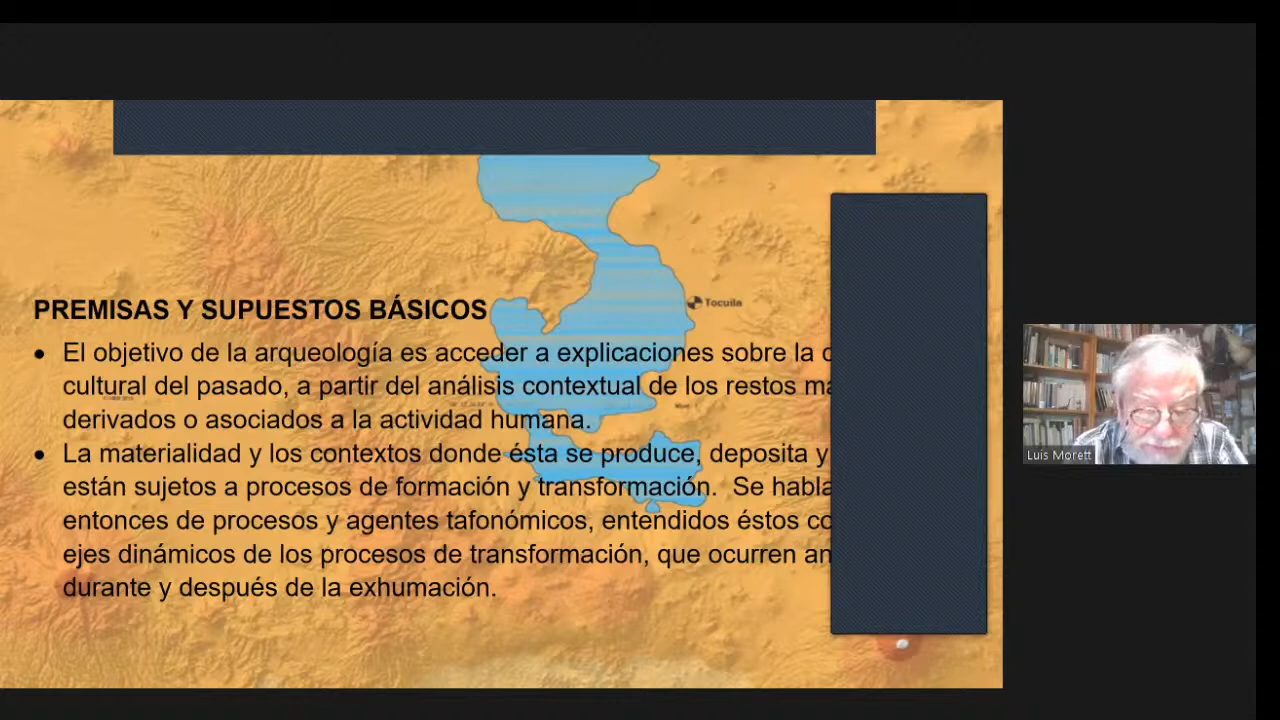 Tocuila
PREMISAS Y SUPUESTOS BÁSICOS
• El objetivo de la arqueología es acceder a explicaciones sobre la
cultural del pasado, a partir del análisis contextual de los restos
derivados o asociados a la actividad humana.
• La materialidad y los contextos donde ésta se produce, deposita y
están sujetos a procesos de formación y transformación. Se habla
entonces de procesos y agentes tafonómicos, entendidos éstos
ejes dinámicos de los procesos de transformación, que ocurren
durante y después de la exhumación.
Luis Morett